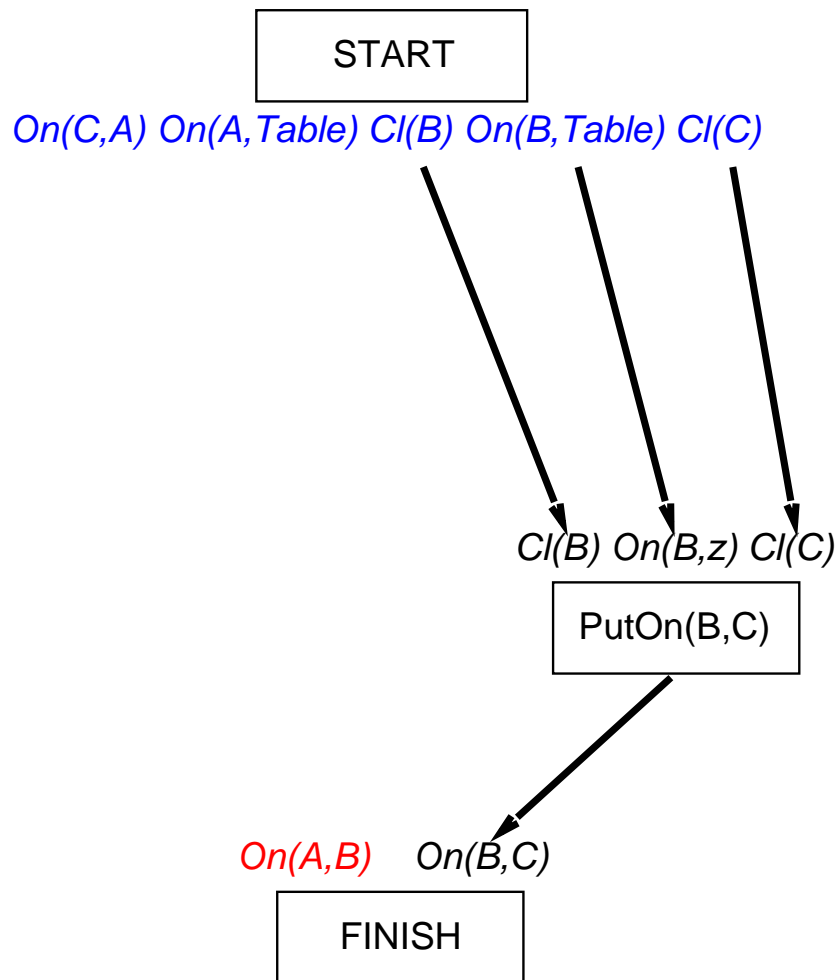 START
On(C,A) On(A,Table) Cl(B) On(B,Table) Cl(C)
Cl(B) On(B,z) Cl(C)
PutOn(B,C)
On(A,B) On(B,C)
FINISH